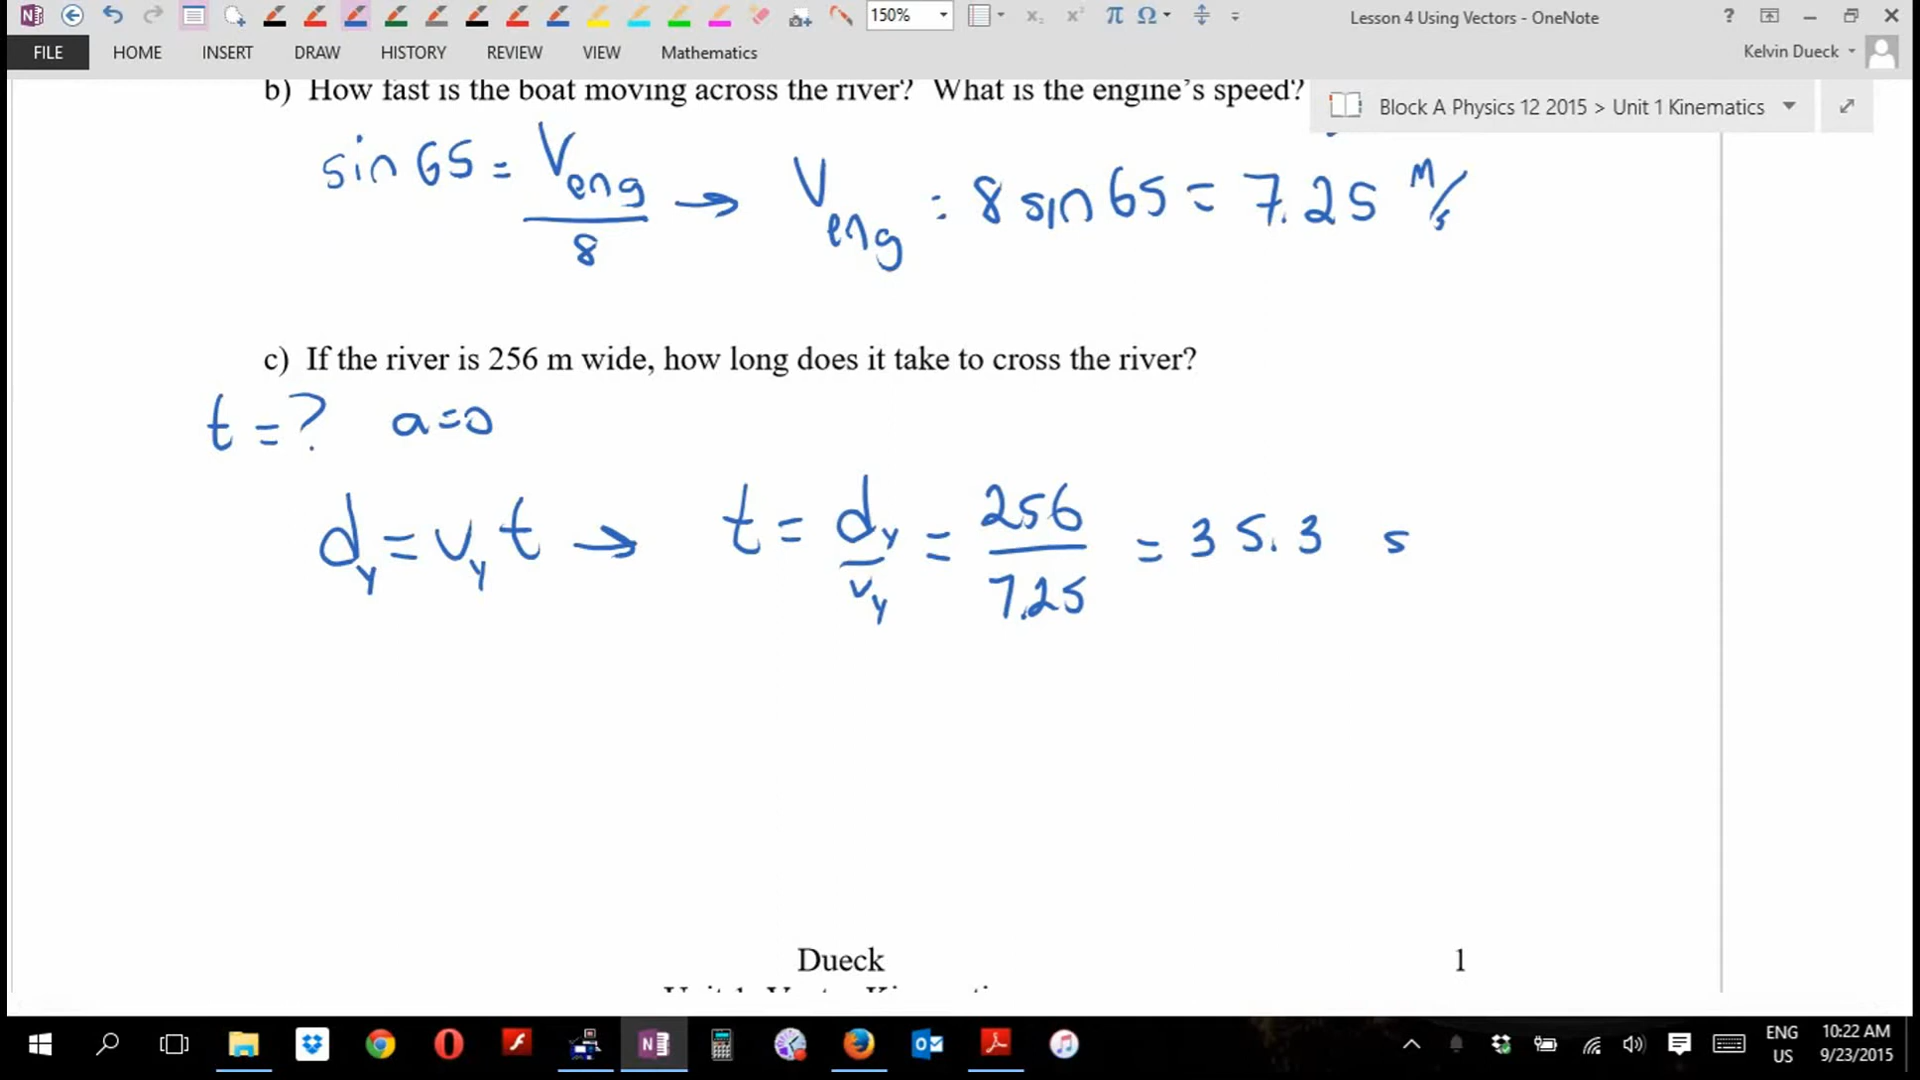 150%
Lesson 4 Using Vectors - OneNote
FILE HOME INSERT DRAW HISTORY REVIEW VIEW Mathematics
Kelvin Dueck
b) How fast is the boat moving across the river? What is the engine's speed?
Block A Physics 12 2015 > Unit 1 Kinematics
sin 65 = Veng/8 → Veng = 8 sin 65 = 7.25 m/s
c) If the river is 256 m wide, how long does it take to cross the river?
t = ? a = 0
dy = vy t → t = dy/vy = 256/7.25 = 35.3 s
Dueck 1
ENG
US
10:22 AM
9/23/2015